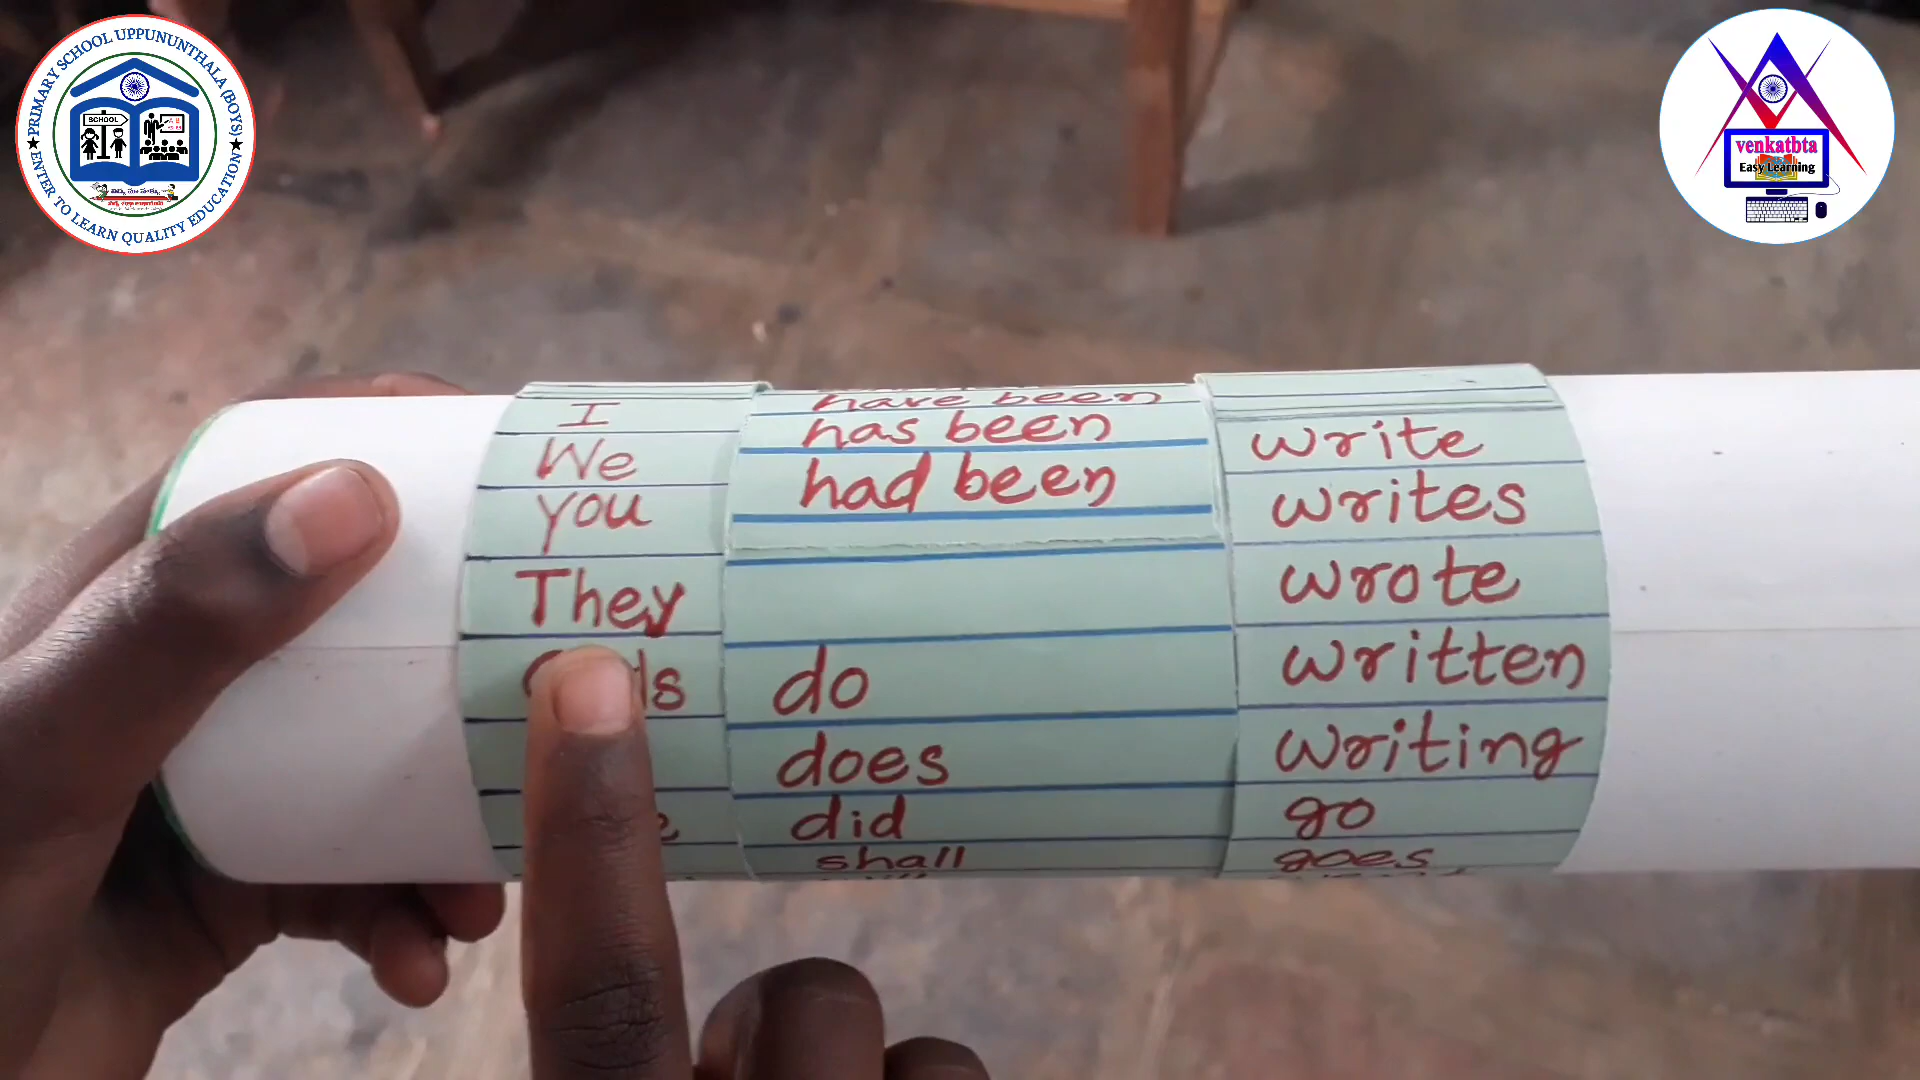 PRIMARY SCHOOL UPPUNUNTHALA (BOYS)
★ ENTER TO LEARN QUALITY EDUCATION ★
SCHOOL
venkatbta
Easy Learning
I
We
you
They
have been
has been
had been
do
does
did
shall
write
writes
wrote
written
writing
go
goes